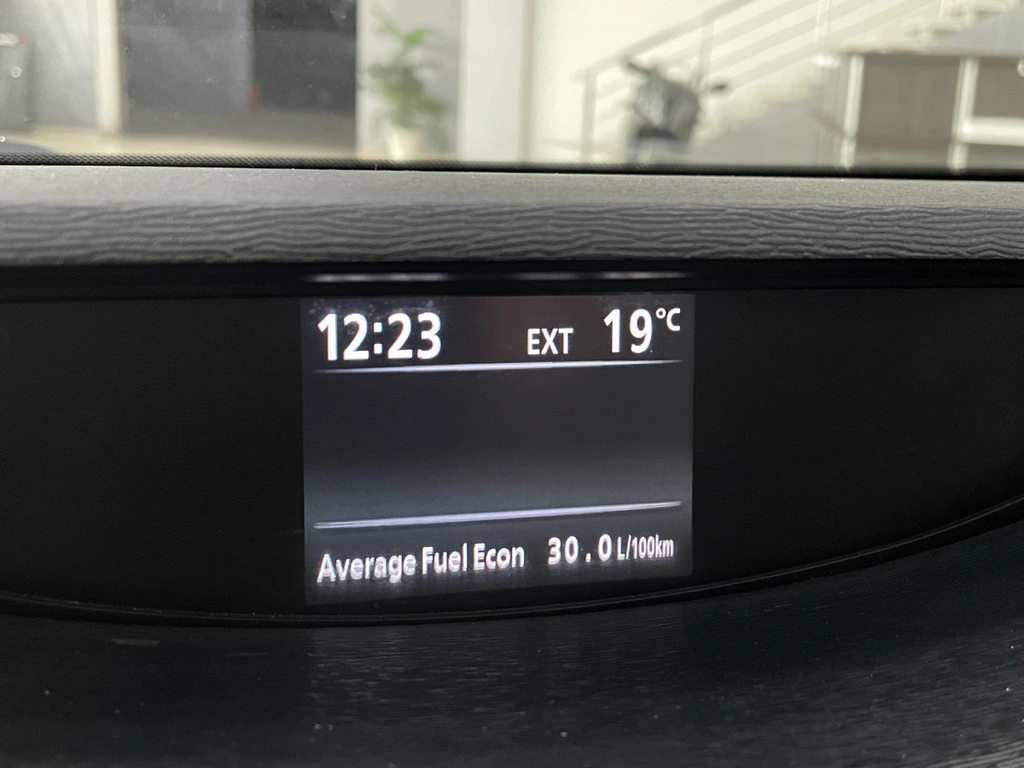 12:23 EXT 19°C
Average Fuel Econ 30.0 L/100km